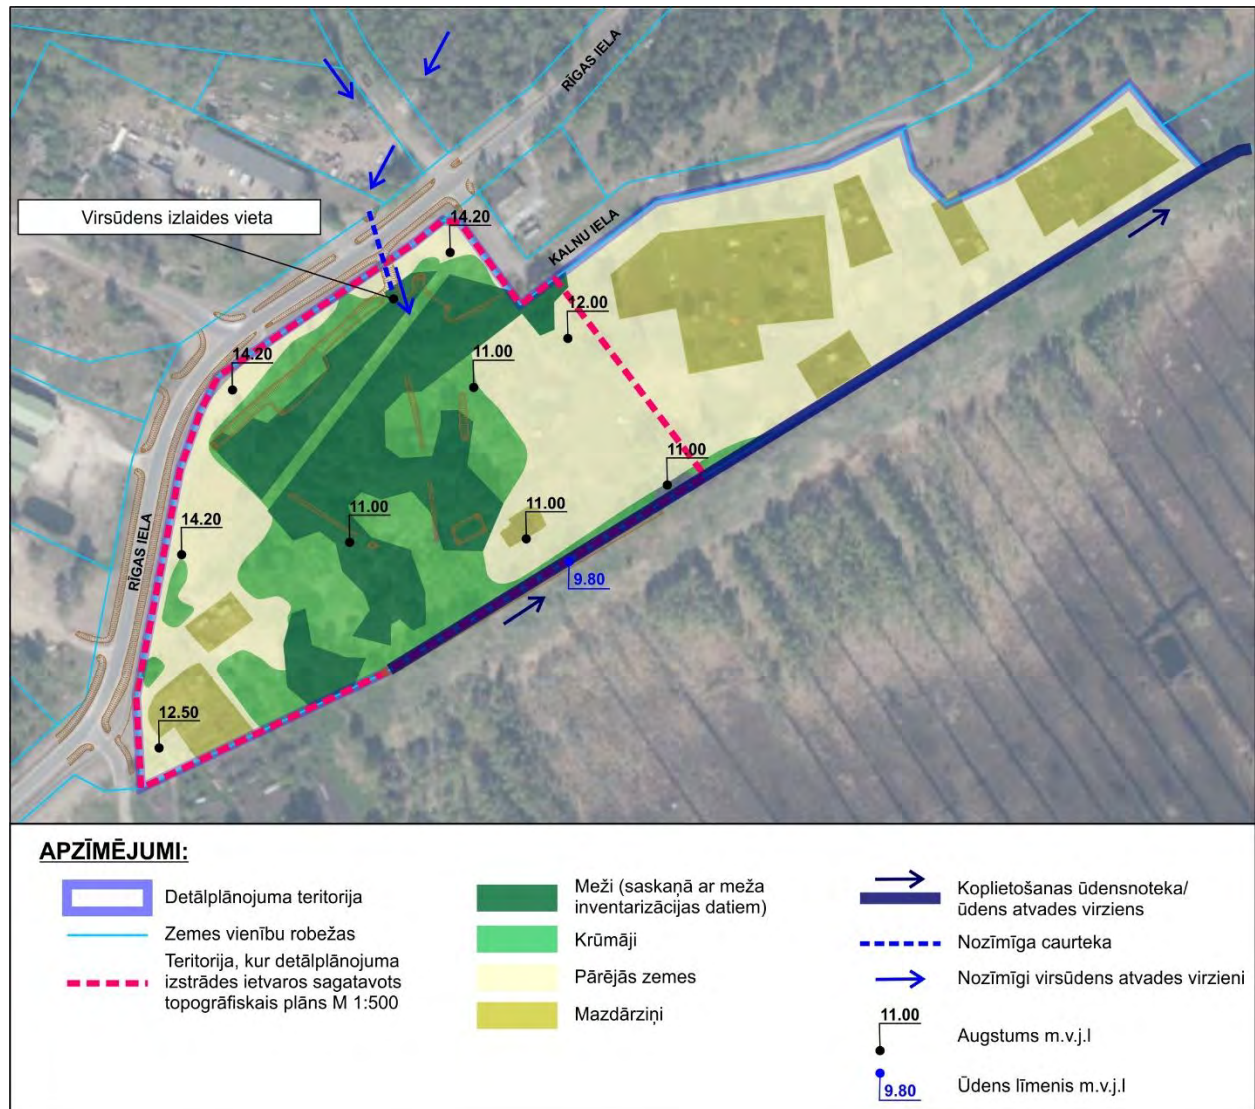 RĪGAS IELA
Virsūdens izlaides vieta
14.20
KALNU IELA
12.00
14.20
11.00
11.00
14.20
11.00
11.00
RĪGAS IELA
9.80
12.50
APZĪMĒJUMI:
Detālplānojuma teritorija
Zemes vienību robežas
Teritorija, kur detālplānojuma
izstrādes ietvaros sagatavots
topogrāfiskais plāns M 1:500
Meži (saskaņā ar meža
inventarizācijas datiem)
Krūmāji
Pārējās zemes
Mazdārziņi
Koplietošanas ūdensnoteka/
ūdens atvades virziens
Nozīmīga caurteka
Nozīmīgi virsūdens atvades virzieni
11.00
Augstums m.v.j.l
9.80
Ūdens līmenis m.v.j.l